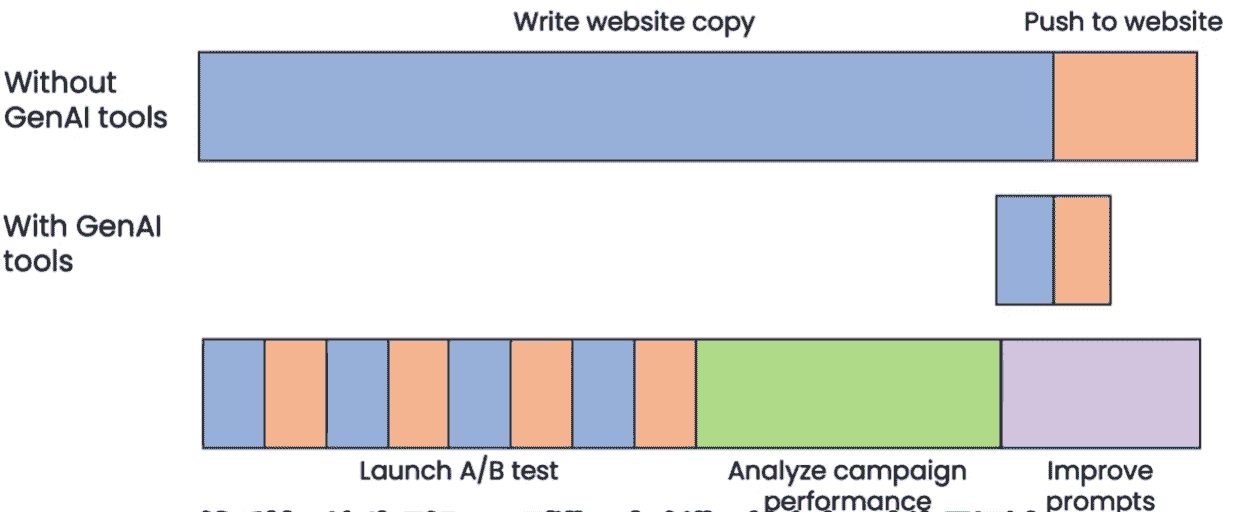 Write website copy
Push to website
Without
GenAI tools
With GenAI
tools
Launch A/B test
Analyze campaign
performance
Improve
prompts